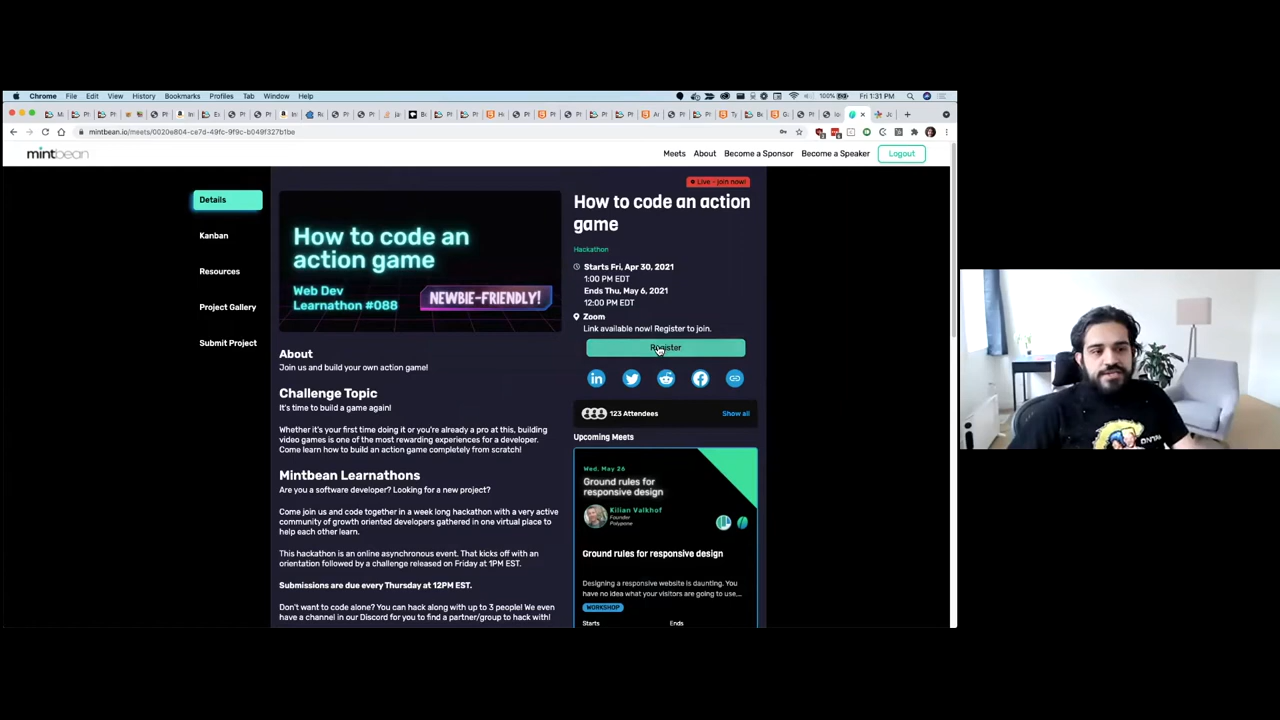 Chrome File Edit View History Bookmarks Profiles Tab Window Help
100% Fri 1:31 PM
mintbean.io/meets/0020e804-ce7d-49fc-9f9c-b049f327b1be
mintbean
Meets About Become a Sponsor Become a Speaker Logout
Details
Kanban
Resources
Project Gallery
Submit Project
How to code an
action game
Web Dev
Learnathon #088
NEWBIE-FRIENDLY!
Live - join now!
How to code an action
game
Hackathon
Starts Fri, Apr 30, 2021
1:00 PM EDT
Ends Thu, May 6, 2021
12:00 PM EDT
Zoom
Link available now! Register to join.
Register
123 Attendees Show all
Upcoming Meets
Wed, May 26
Ground rules for
responsive design
Kilian Valkhof
Founder
Polypane
Ground rules for responsive design
Designing a responsive website is daunting. You
have no idea what your visitors are going to use,...
WORKSHOP
Starts Ends
About
Join us and build your own action game!
Challenge Topic
It's time to build a game again!
Whether it's your first time doing it or you're already a pro at this, building
video games is one of the most rewarding experiences for a developer.
Come learn how to build an action game completely from scratch!
Mintbean Learnathons
Are you a software developer? Looking for a new project?
Come join us and code together in a week long hackathon with a very active
community of growth oriented developers gathered in one virtual place to
help each other learn.
This hackathon is an online asynchronous event. That kicks off with an
orientation followed by a challenge released on Friday at 1PM EST.
Submissions are due every Thursday at 12PM EST.
Don't want to code alone? You can hack along with up to 3 people! We even
have a channel in our Discord for you to find a partner/group to hack with!